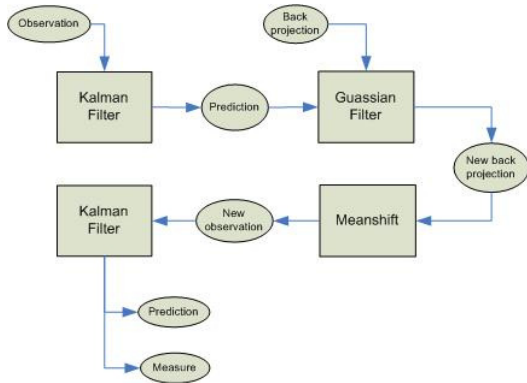 Observation
Back
projection
Kalman
Filter
Prediction
Guassian
Filter
New back
projection
Kalman
Filter
New
observation
Meanshift
Prediction
Measure